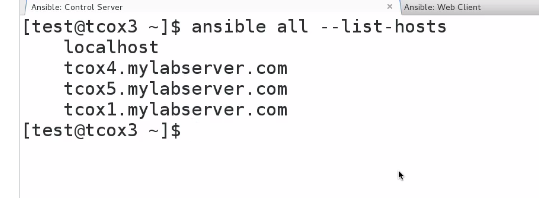 Ansible: Control Server × Ansible: Web Client
[test@tcox3 ~]$ ansible all --list-hosts
localhost
tcox4.mylabserver.com
tcox5.mylabserver.com
tcox1.mylabserver.com
[test@tcox3 ~]$